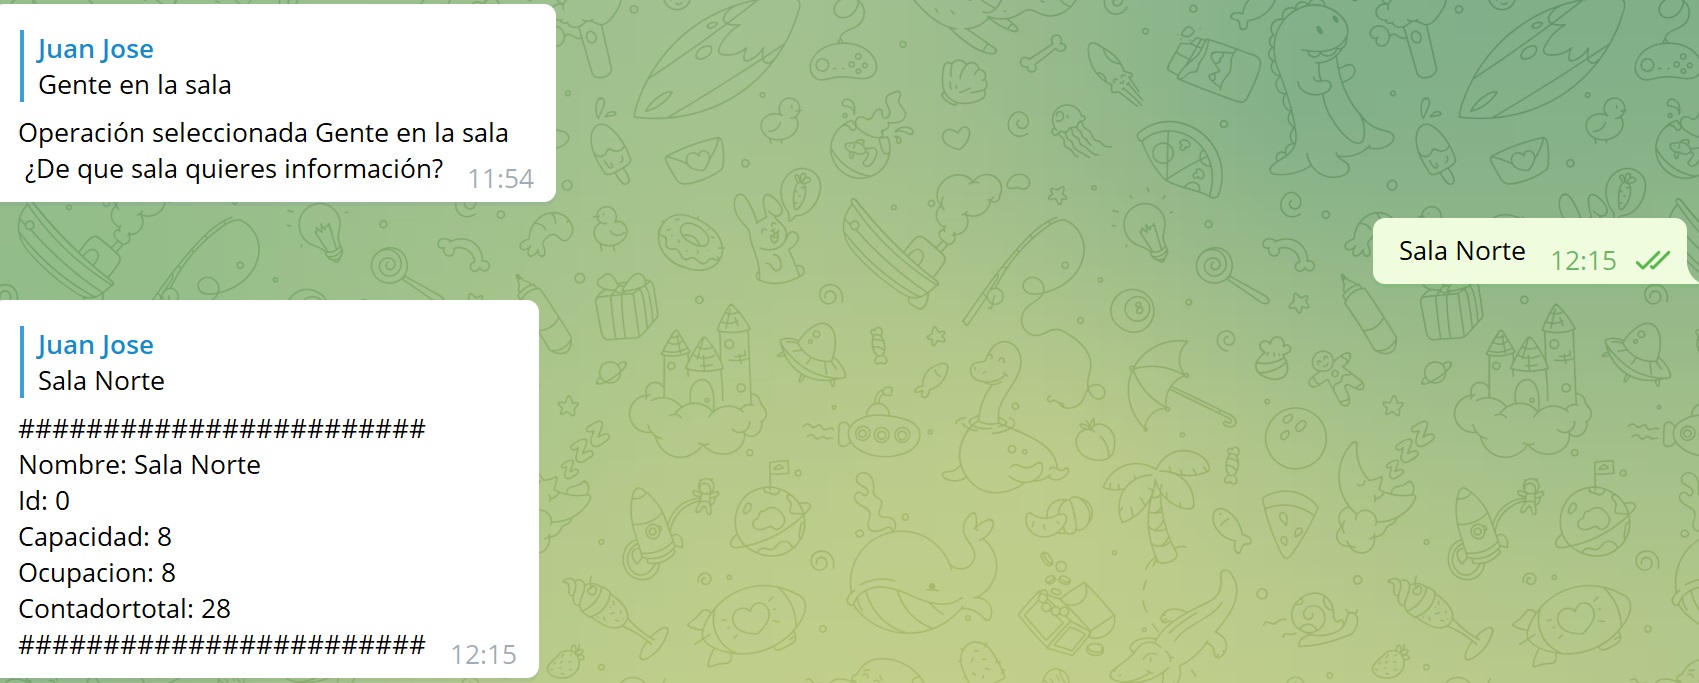 Juan Jose
Gente en la sala
Operación seleccionada Gente en la sala
¿De que sala quieres información?
11:54
Sala Norte
12:15
Juan Jose
Sala Norte
########################
Nombre: Sala Norte
Id: 0
Capacidad: 8
Ocupacion: 8
Contadortotal: 28
########################
12:15